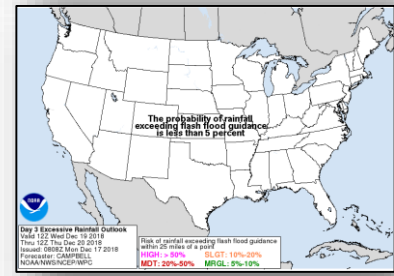 The probability of rainfall
exceeding flash flood guidance
is less than 5 percent
NOAA
Day 3 Excessive Rainfall Outlook
Valid 12Z Wed Dec 19 2018
Thru 12Z Thu Dec 20 2018
Issued: 0808Z Mon Dec 17 2018
Forecaster: CAMPBELL
NOAA/NWS/NCEP/WPC
Risk of rainfall exceeding flash flood guidance
within 25 miles of a point
HIGH: > 50% SLGT: 10%-20%
MDT: 20%-50% MRGL: 5%-10%